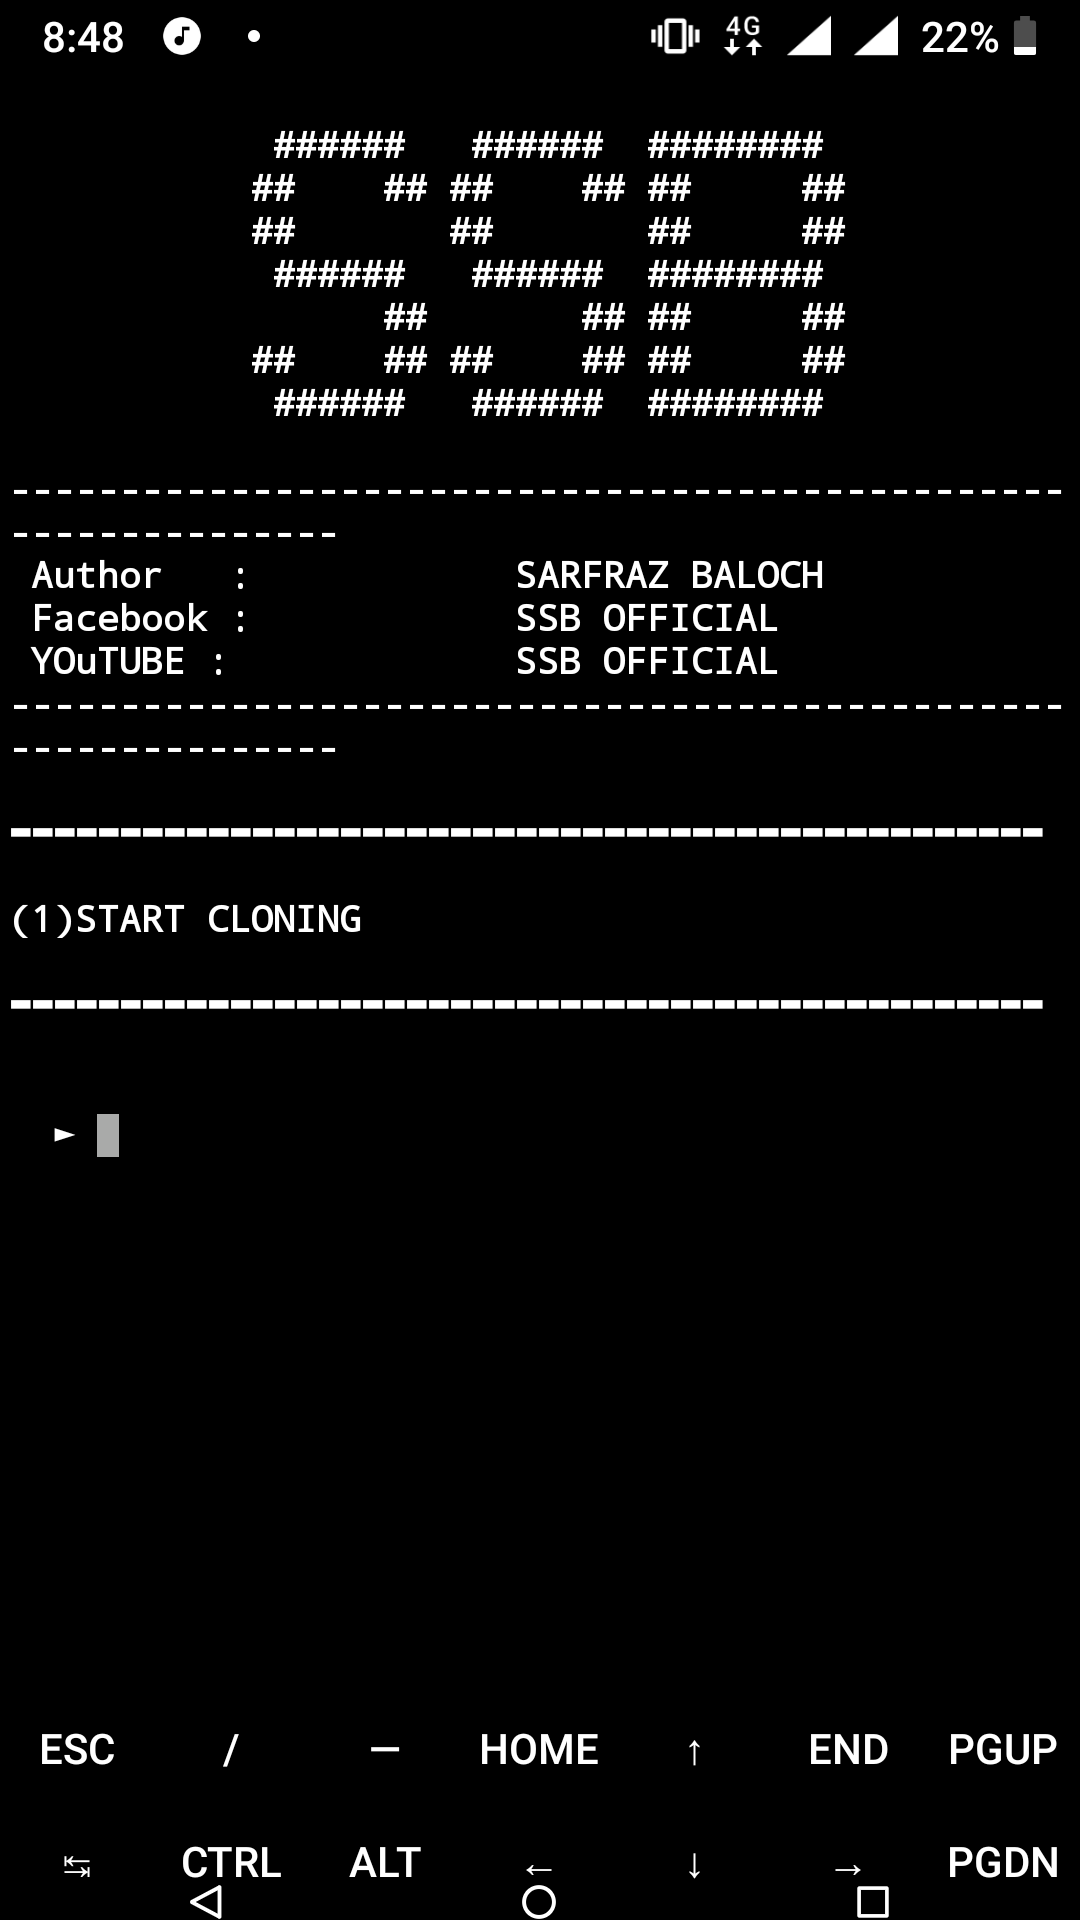 8:48 4G 22%
 ######   ######  ########
##    ## ##    ## ##     ##
##       ##       ##     ##
 ######   ######  ########
      ##       ## ##     ##
##    ## ##    ## ##     ##
 ######   ######  ########
------------------------------------------------
---------------
Author   :            SARFRAZ BALOCH
Facebook :            SSB OFFICIAL
YOuTUBE :             SSB OFFICIAL
------------------------------------------------
---------------
(1)START CLONING
►
ESC / — HOME ↑ END PGUP
↹ CTRL ALT ← ↓ → PGDN